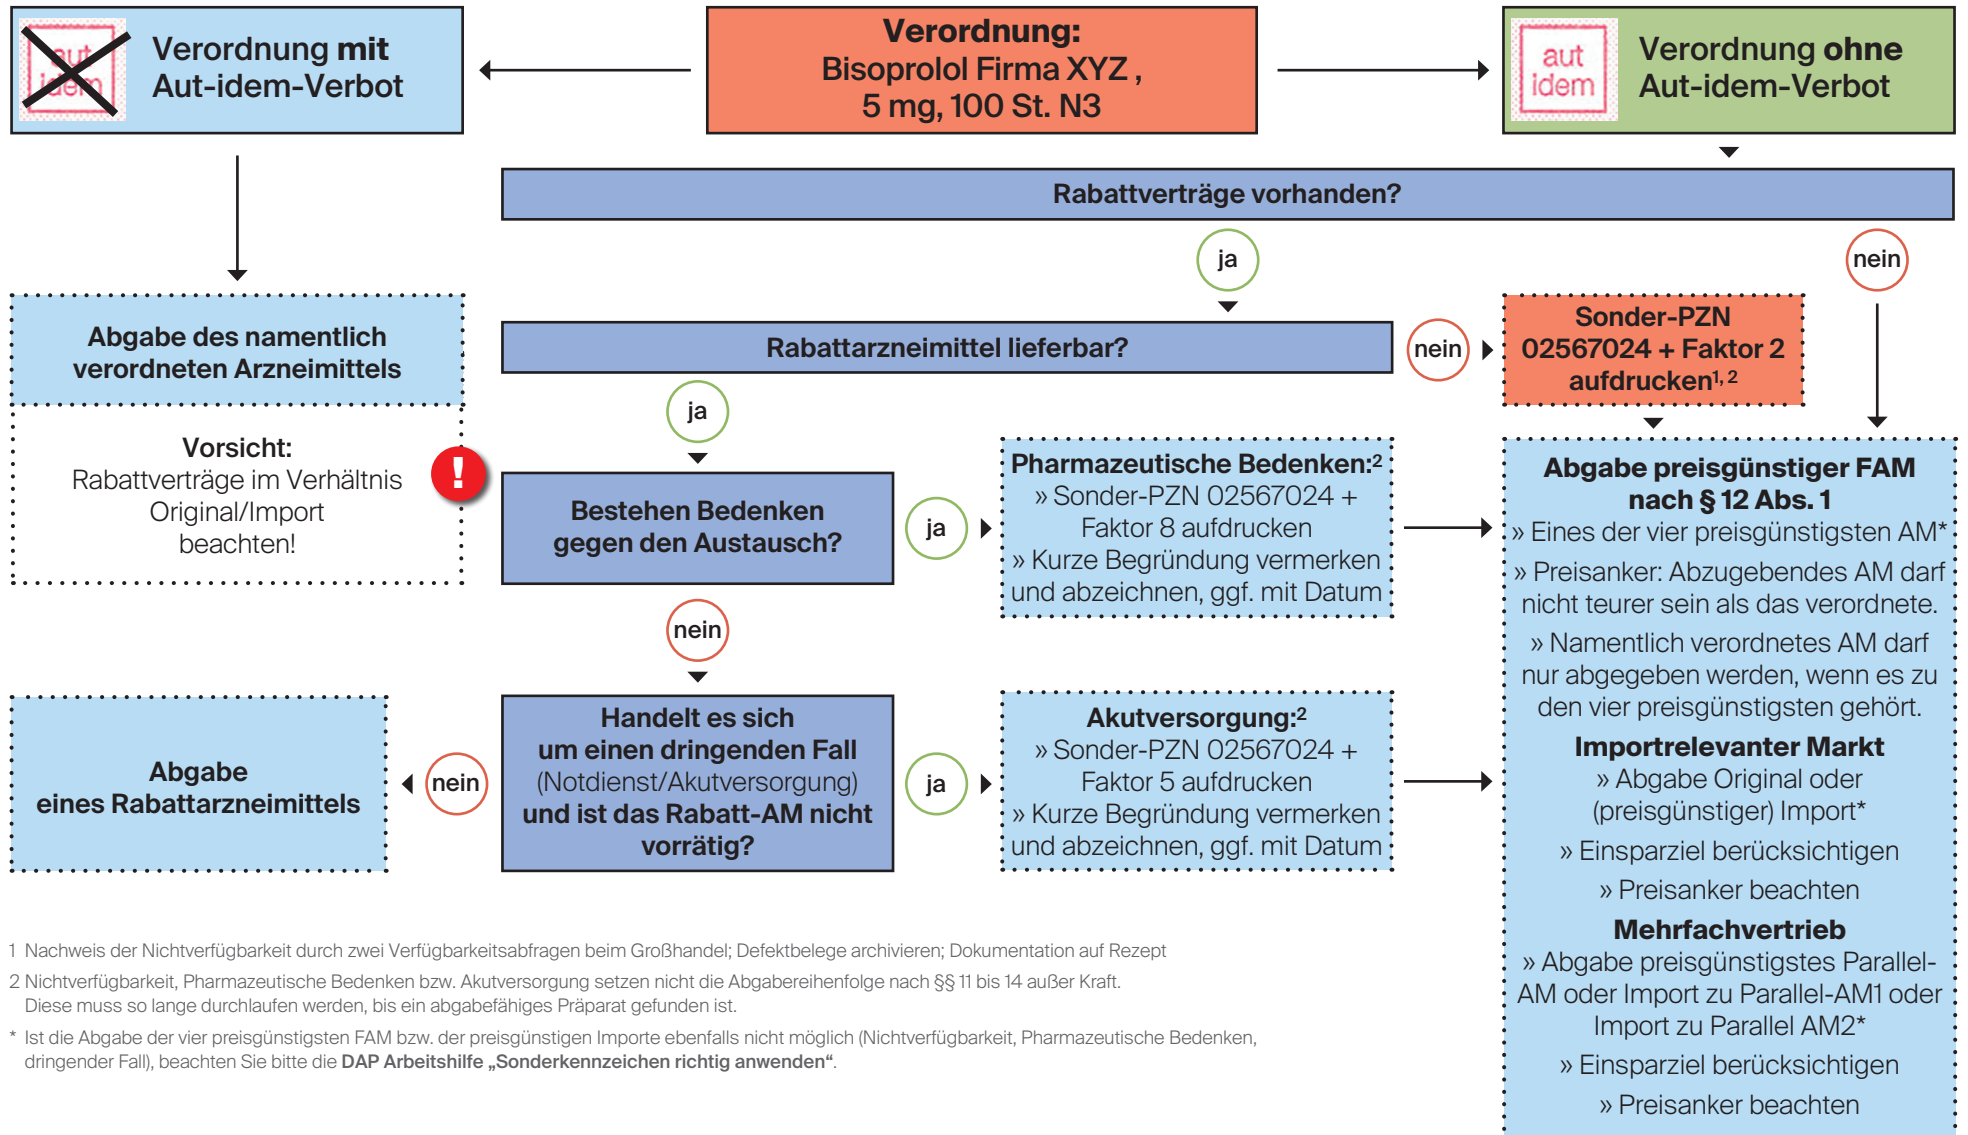 aut
idem
Verordnung mit
Aut-idem-Verbot
Verordnung:
Bisoprolol Firma XYZ ,
5 mg, 100 St. N3
aut
idem
Verordnung ohne
Aut-idem-Verbot
Rabattverträge vorhanden?
ja
nein
Abgabe des namentlich
verordneten Arzneimittels
Vorsicht:
Rabattverträge im Verhältnis
Original/Import
beachten!
!
Rabattarzneimittel lieferbar?
nein
Sonder-PZN
02567024 + Faktor 2
aufdrucken1, 2
ja
Bestehen Bedenken
gegen den Austausch?
ja
Pharmazeutische Bedenken:2
» Sonder-PZN 02567024 +
Faktor 8 aufdrucken
» Kurze Begründung vermerken
und abzeichnen, ggf. mit Datum
nein
Handelt es sich
um einen dringenden Fall
(Notdienst/Akutversorgung)
und ist das Rabatt-AM nicht
vorrätig?
nein
Abgabe
eines Rabattarzneimittels
ja
Akutversorgung:2
» Sonder-PZN 02567024 +
Faktor 5 aufdrucken
» Kurze Begründung vermerken
und abzeichnen, ggf. mit Datum
Abgabe preisgünstiger FAM
nach § 12 Abs. 1
» Eines der vier preisgünstigsten AM*
» Preisanker: Abzugebendes AM darf
nicht teurer sein als das verordnete.
» Namentlich verordnetes AM darf
nur abgegeben werden, wenn es zu
den vier preisgünstigsten gehört.
Importrelevanter Markt
» Abgabe Original oder
(preisgünstiger) Import*
» Einsparziel berücksichtigen
» Preisanker beachten
Mehrfachvertrieb
» Abgabe preisgünstigstes Parallel-
AM oder Import zu Parallel-AM1 oder
Import zu Parallel AM2*
» Einsparziel berücksichtigen
» Preisanker beachten
1 Nachweis der Nichtverfügbarkeit durch zwei Verfügbarkeitsabfragen beim Großhandel; Defektbelege archivieren; Dokumentation auf Rezept
2 Nichtverfügbarkeit, Pharmazeutische Bedenken bzw. Akutversorgung setzen nicht die Abgabereihenfolge nach §§ 11 bis 14 außer Kraft.
Diese muss so lange durchlaufen werden, bis ein abgabefähiges Präparat gefunden ist.
* Ist die Abgabe der vier preisgünstigsten FAM bzw. der preisgünstigen Importe ebenfalls nicht möglich (Nichtverfügbarkeit, Pharmazeutische Bedenken,
dringender Fall), beachten Sie bitte die DAP Arbeitshilfe „Sonderkennzeichen richtig anwenden“.